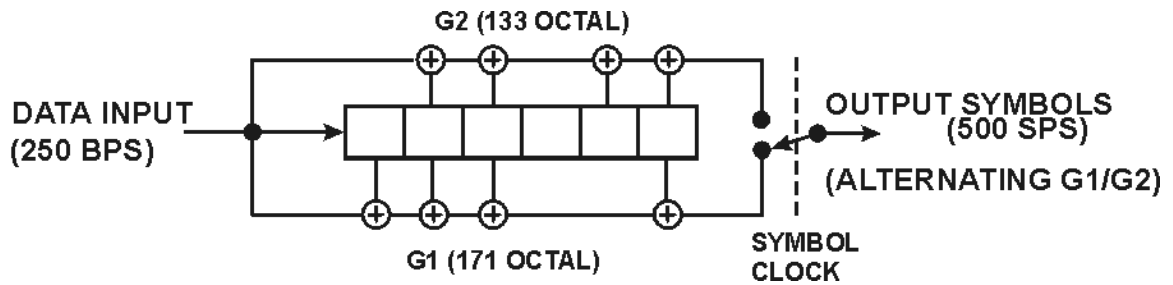 G2 (133 OCTAL)
DATA INPUT
(250 BPS)
OUTPUT SYMBOLS
(500 SPS)
(ALTERNATING G1/G2)
G1 (171 OCTAL)
SYMBOL
CLOCK